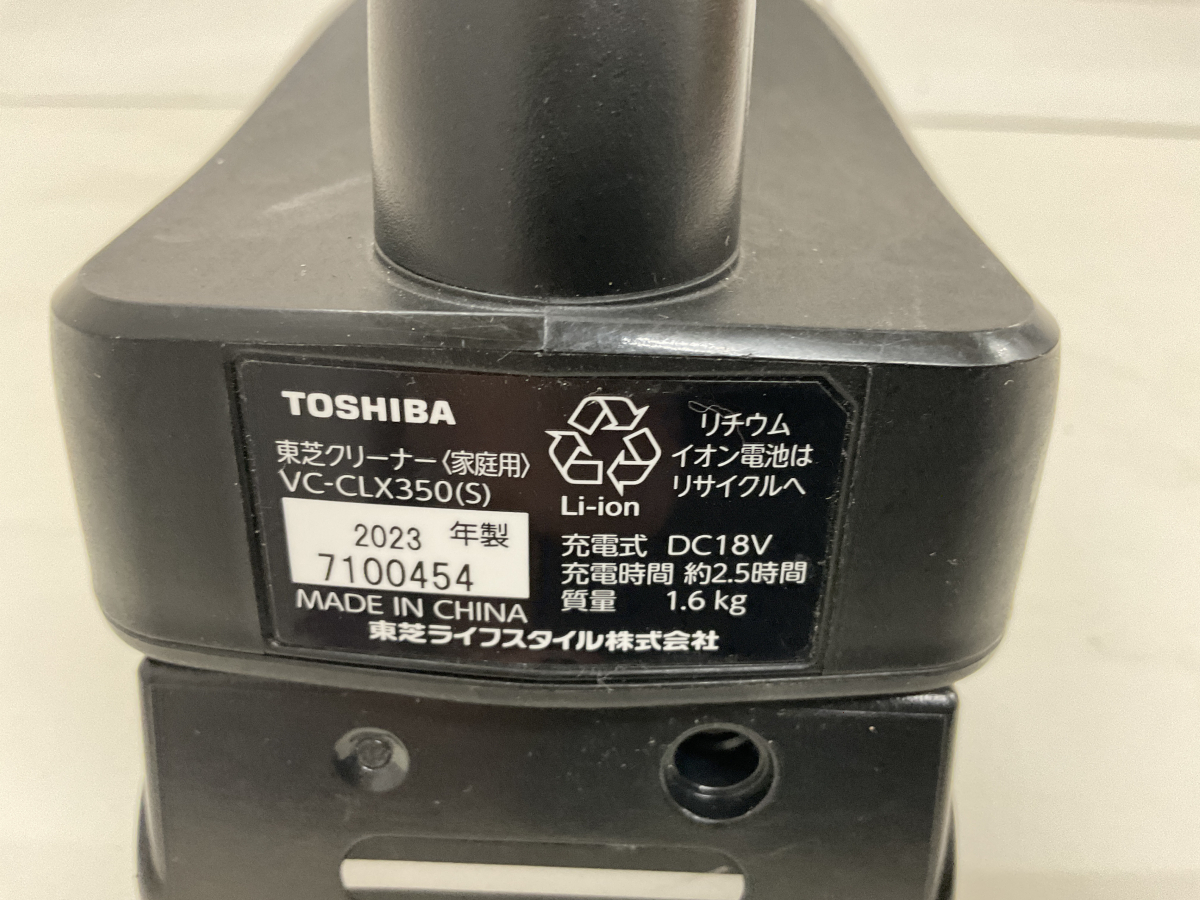 TOSHIBA
東芝クリーナー〈家庭用〉
VC-CLX350(S)
2023 年製
7100454
MADE IN CHINA
Li-ion
リチウム
イオン電池は
リサイクルへ
充電式 DC18V
充電時間 約2.5時間
質量 1.6 kg
東芝ライフスタイル株式会社